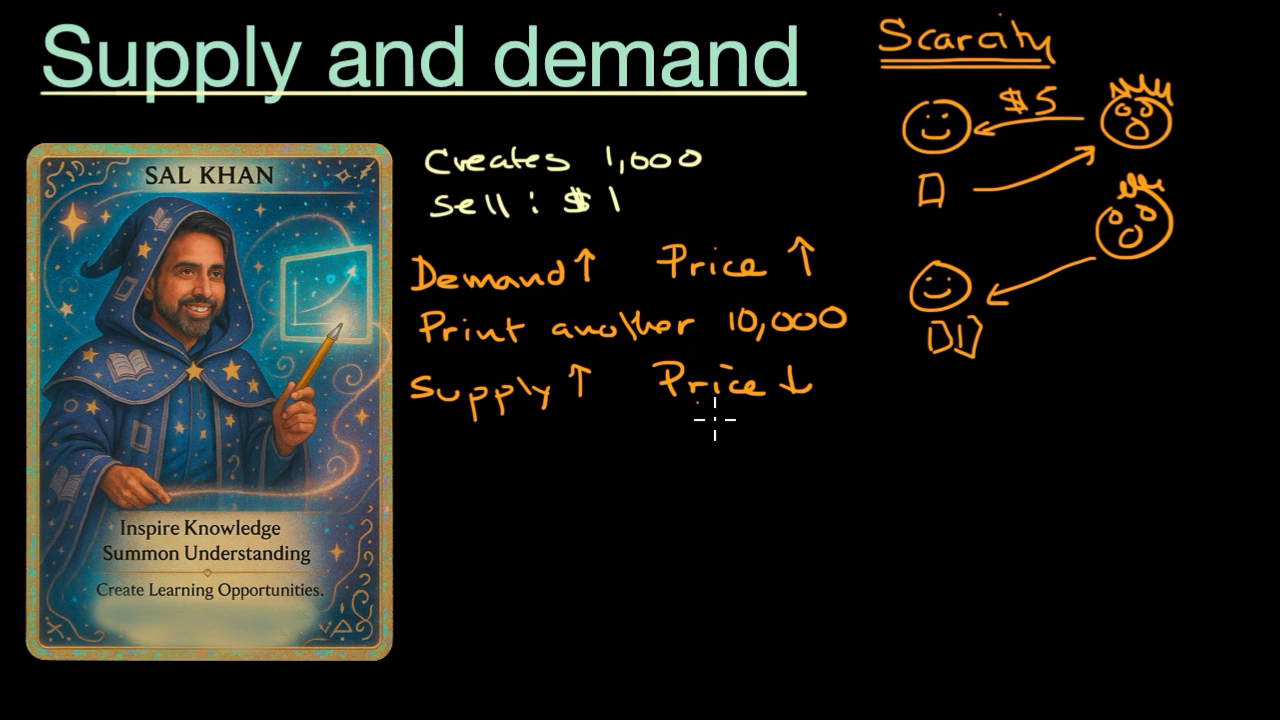 Supply and demand
SAL KHAN
Inspire Knowledge
Summon Understanding
Create Learning Opportunities.
Creates 1,000
Sell: $1
Demand ↑ Price ↑
Print another 10,000
Supply ↑ Price ↓
Scarcity
$5